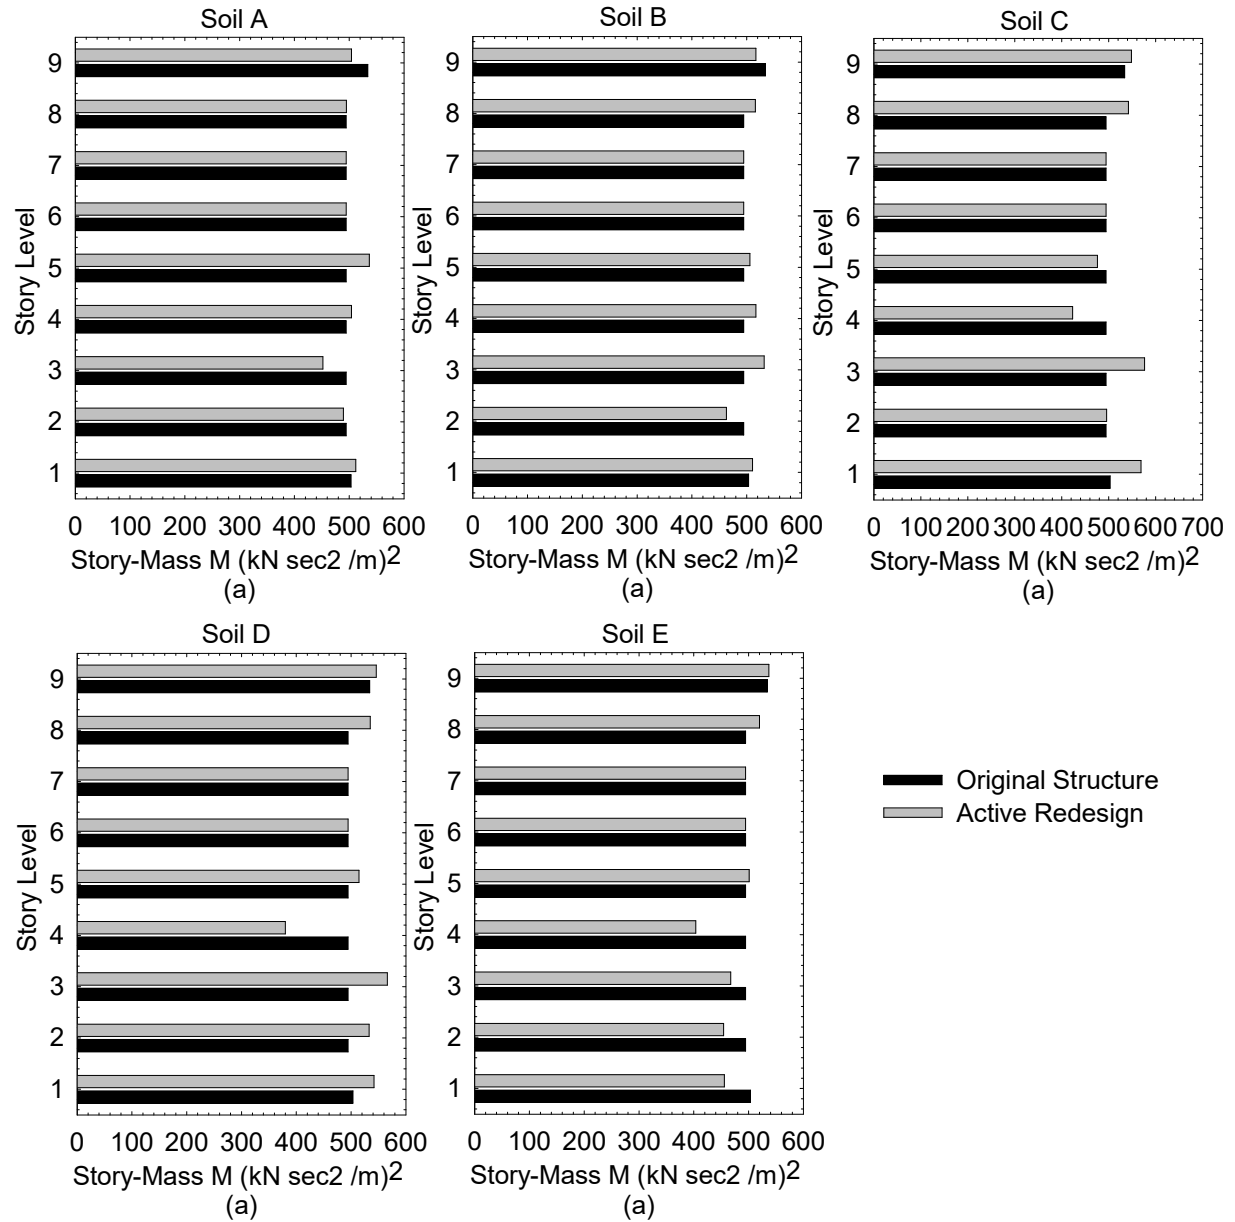 Soil A
9
8
7
6
5
4
3
2
1
Story Level
0 100 200 300 400 500 600
Story-Mass M (kN sec2 /m)2
(a)
Soil B
9
8
7
6
5
4
3
2
1
Story Level
0 100 200 300 400 500 600
Story-Mass M (kN sec2 /m)2
(a)
Soil C
9
8
7
6
5
4
3
2
1
Story Level
0 100 200 300 400 500 600 700
Story-Mass M (kN sec2 /m)2
(a)
Soil D
9
8
7
6
5
4
3
2
1
Story Level
0 100 200 300 400 500 600
Story-Mass M (kN sec2 /m)2
(a)
Soil E
9
8
7
6
5
4
3
2
1
Story Level
0 100 200 300 400 500 600
Story-Mass M (kN sec2 /m)2
(a)
Original Structure
Active Redesign